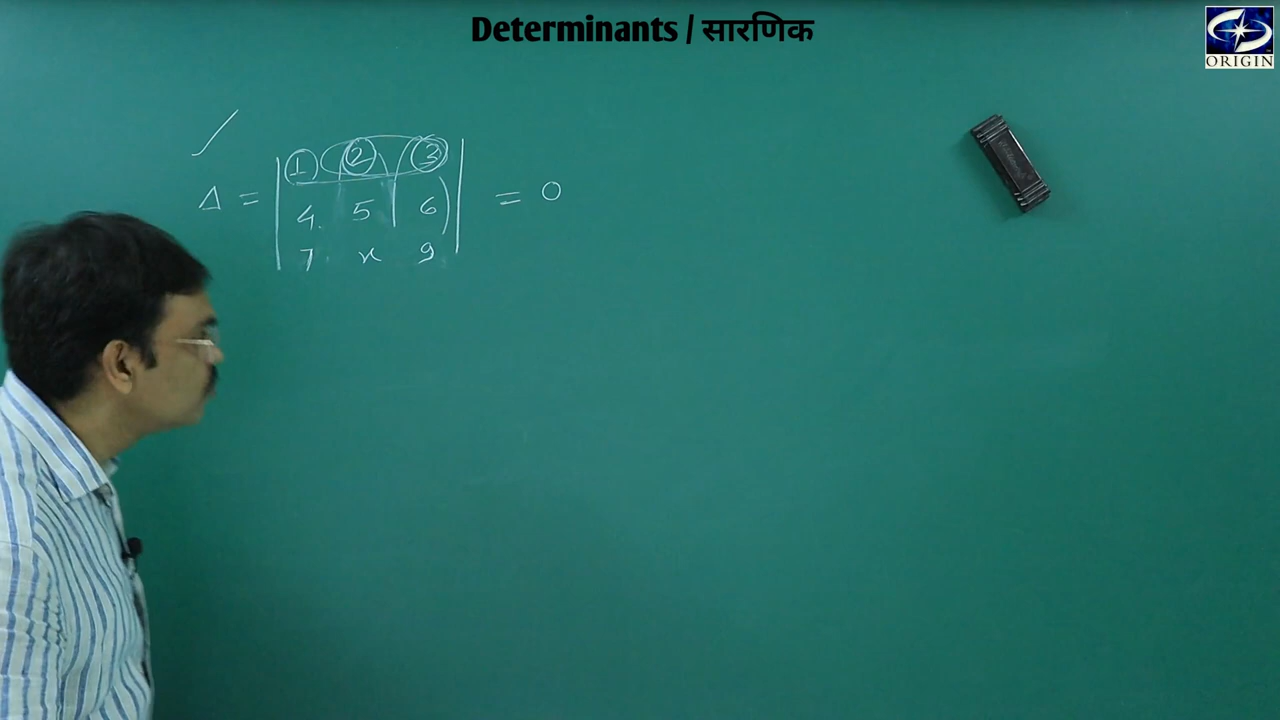 Determinants / सारणिक
ORIGIN
1 2 3
Δ = 4 5 6 = 0
7 x 9